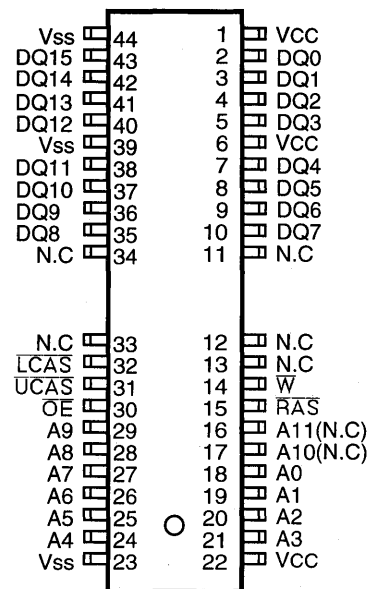 Vss 44 1 VCC
DQ15 43 2 DQ0
DQ14 42 3 DQ1
DQ13 41 4 DQ2
DQ12 40 5 DQ3
Vss 39 6 VCC
DQ11 38 7 DQ4
DQ10 37 8 DQ5
DQ9 36 9 DQ6
DQ8 35 10 DQ7
N.C 34 11 N.C
N.C 33 12 N.C
L̅C̅A̅S̅ 32 13 N.C
U̅C̅A̅S̅ 31 14 W̅
O̅E̅ 30 15 R̅A̅S̅
A9 29 16 A11(N.C)
A8 28 17 A10(N.C)
A7 27 18 A0
A6 26 19 A1
A5 25 20 A2
A4 24 21 A3
Vss 23 22 VCC